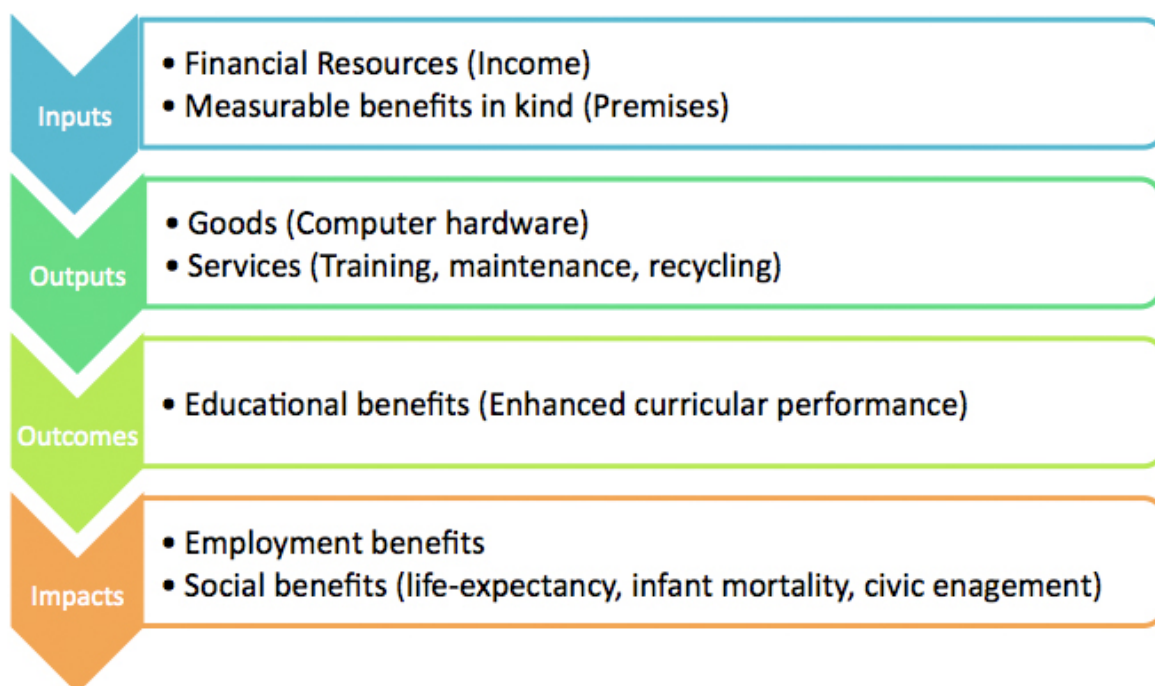 Inputs
• Financial Resources (Income)
• Measurable benefits in kind (Premises)
Outputs
• Goods (Computer hardware)
• Services (Training, maintenance, recycling)
Outcomes
• Educational benefits (Enhanced curricular performance)
Impacts
• Employment benefits
• Social benefits (life-expectancy, infant mortality, civic enagement)